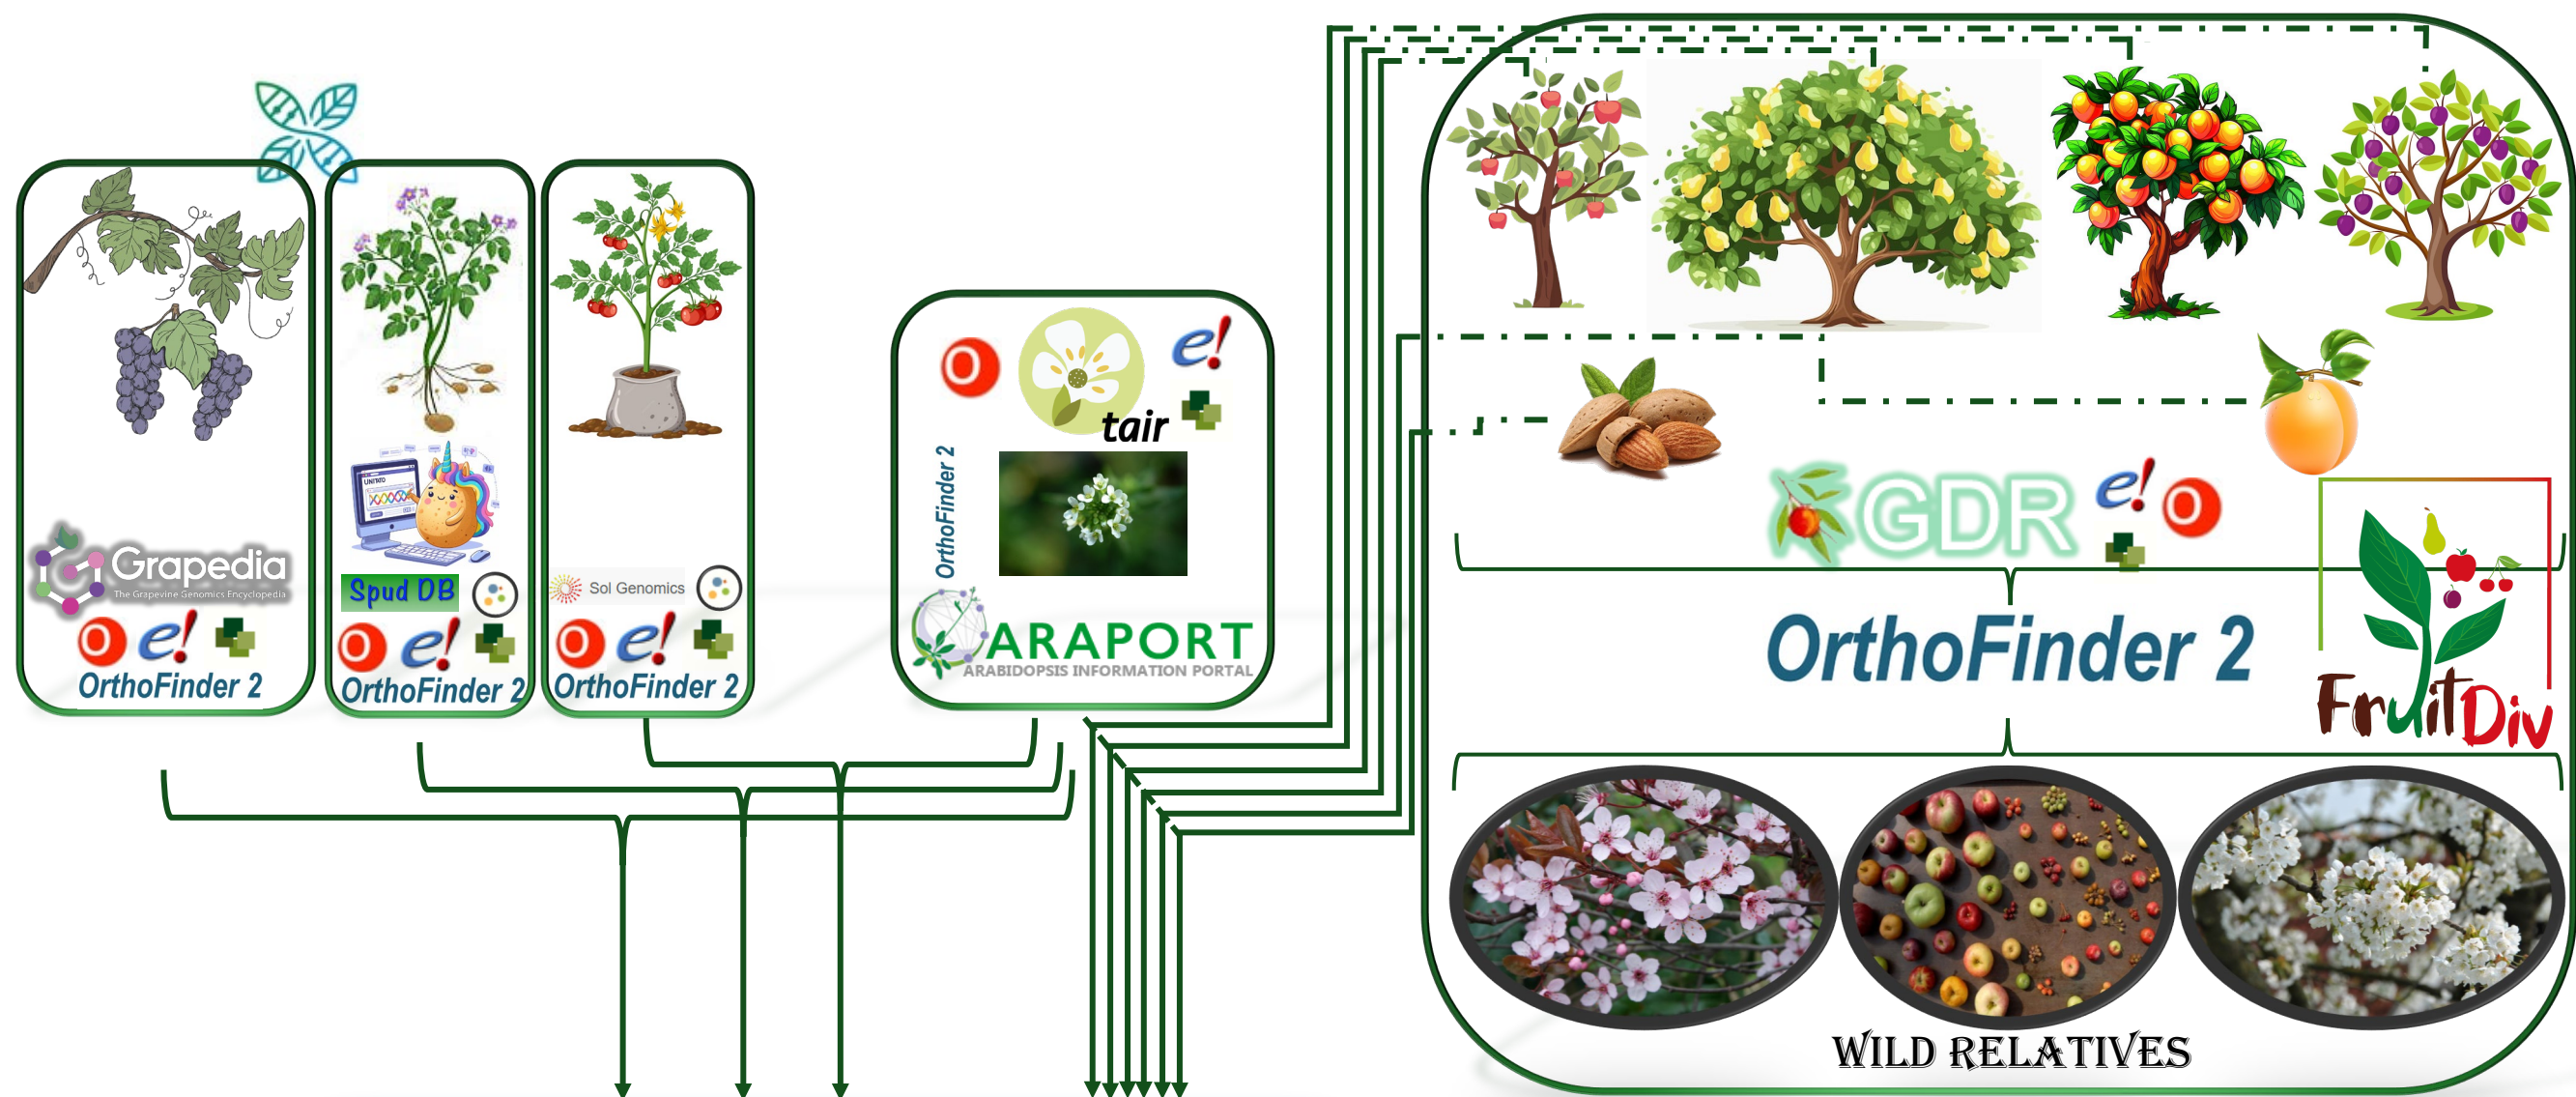 Grapedia
The Grapevine Genomics Encyclopedia
O e!
OrthoFinder 2
UNITATO
Spud DB
O e!
OrthoFinder 2
Sol Genomics
O e!
OrthoFinder 2
O e!
tair
OrthoFinder 2
ARAPORT
ARABIDOPSIS INFORMATION PORTAL
GDR e! O
OrthoFinder 2
FruitDiv
WILD RELATIVES